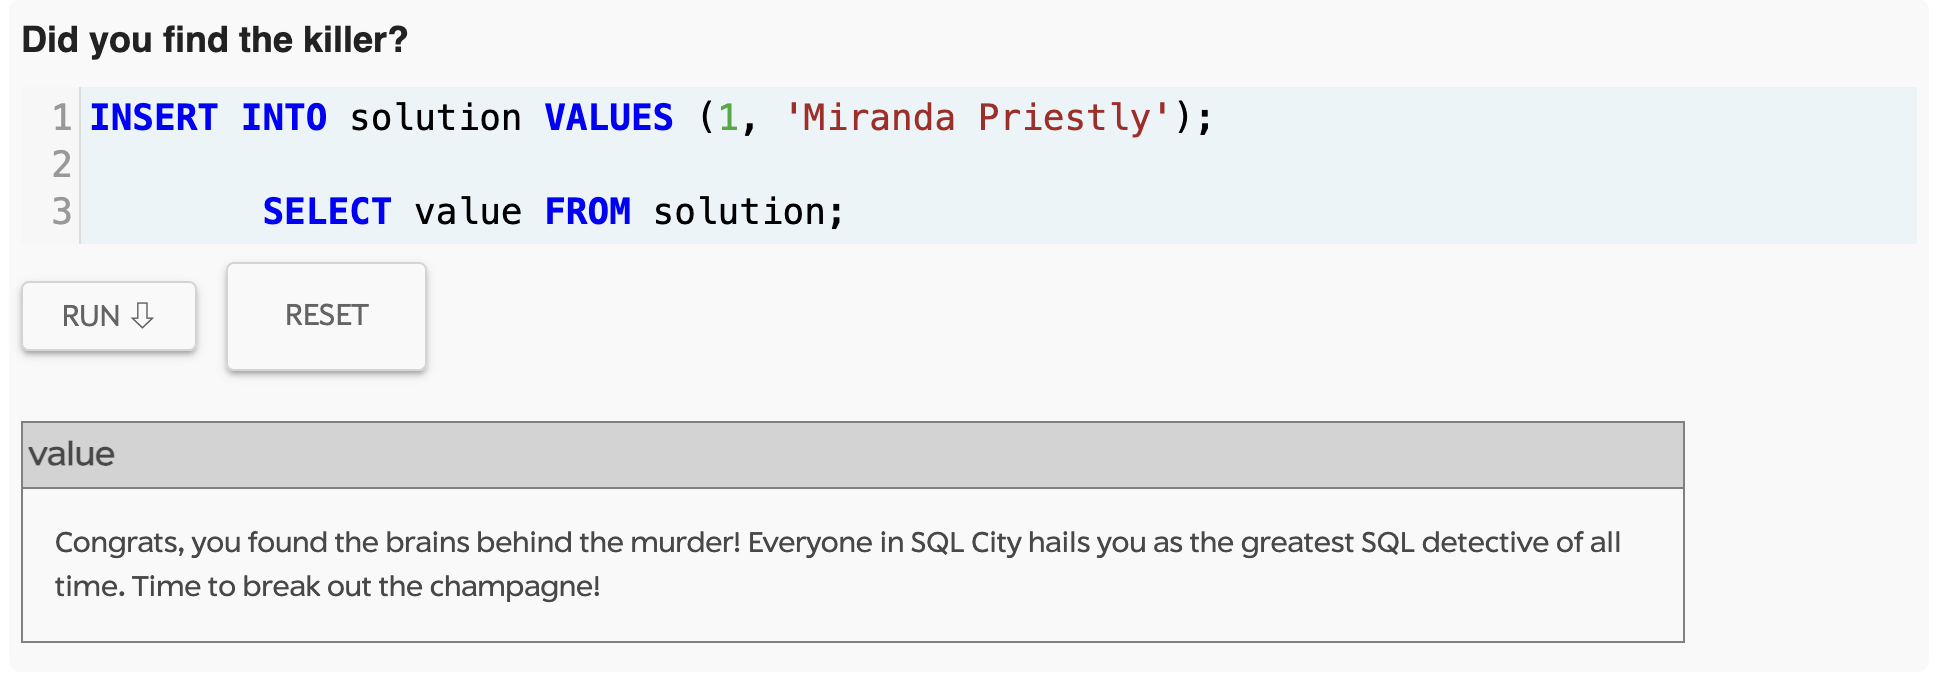 Did you find the killer?
1 INSERT INTO solution VALUES (1, 'Miranda Priestly');
2
3 SELECT value FROM solution;
RUN ⇩ RESET
value
Congrats, you found the brains behind the murder! Everyone in SQL City hails you as the greatest SQL detective of all
time. Time to break out the champagne!